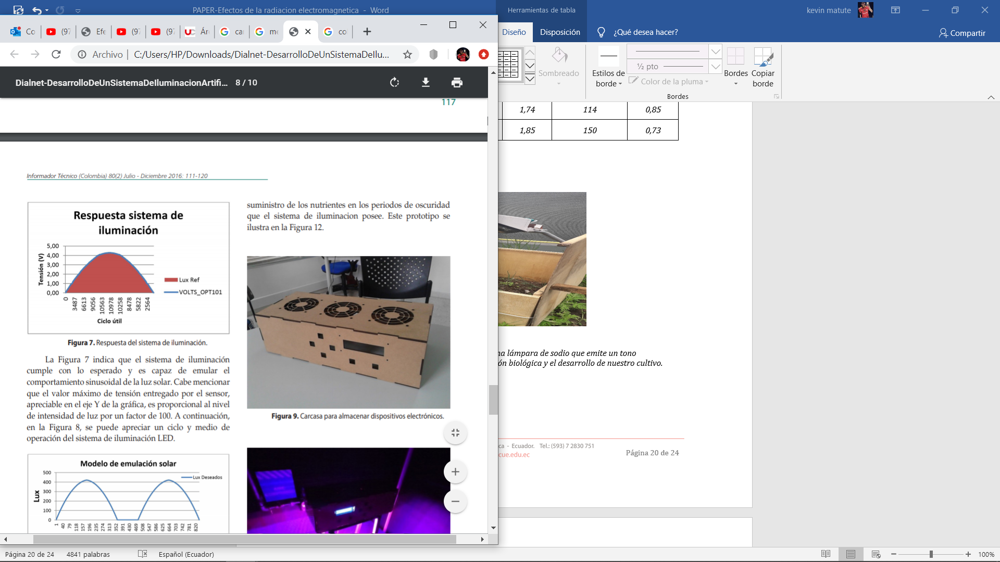 PAPER-Efectos de la radiacion electromagnetica - Word
Herramientas de tabla
kevin matute
Co
(97
Efe
(97
(97
UC
Ár
ca
me
co
Diseño
Disposición
¿Qué desea hacer?
Compartir
Archivo
C:/Users/HP/Downloads/Dialnet-DesarrolloDeUnSistemaDeIlu...
Sombreado
Estilos de
borde
½ pto
Color de la pluma
Bordes
Copiar
borde
Bordes
Dialnet-DesarrolloDeUnSistemaDeIluminacionArtifi...
8 / 10
117
Informador Técnico (Colombia) 80(2) Julio - Diciembre 2016: 111-120
Respuesta sistema de
iluminación
5,00
4,00
3,00
2,00
1,00
0,00
Tensión (V)
0
3487
6613
9056
10563
10978
10258
8478
5822
2564
Ciclo útil
Lux Ref
VOLTS_OPT101
Figura 7. Respuesta del sistema de iluminación.
La Figura 7 indica que el sistema de iluminación
cumple con lo esperado y es capaz de emular el
comportamiento sinusoidal de la luz solar. Cabe mencionar
que el valor máximo de tensión entregado por el sensor,
apreciable en el eje Y de la gráfica, es proporcional al nivel
de intensidad de luz por un factor de 100. A continuación,
en la Figura 8, se puede apreciar un ciclo y medio de
operación del sistema de iluminación LED.
Modelo de emulación solar
500
400
300
200
100
0
Lux
Lux Deseados
1
40
79
118
157
196
235
274
313
352
391
430
469
508
547
586
625
664
703
742
781
820
suministro de los nutrientes en los periodos de oscuridad
que el sistema de iluminacion posee. Este prototipo se
ilustra en la Figura 12.
Figura 9. Carcasa para almacenar dispositivos electrónicos.
1,74
114
0,85
1,85
150
0,73
na lámpara de sodio que emite un tono
ón biológica y el desarrollo de nuestro cultivo.
ca - Ecuador. Tel.: (593) 7 2830 751
cue.edu.ec
Página 20 de 24
Página 20 de 24
4841 palabras
Español (Ecuador)
100%